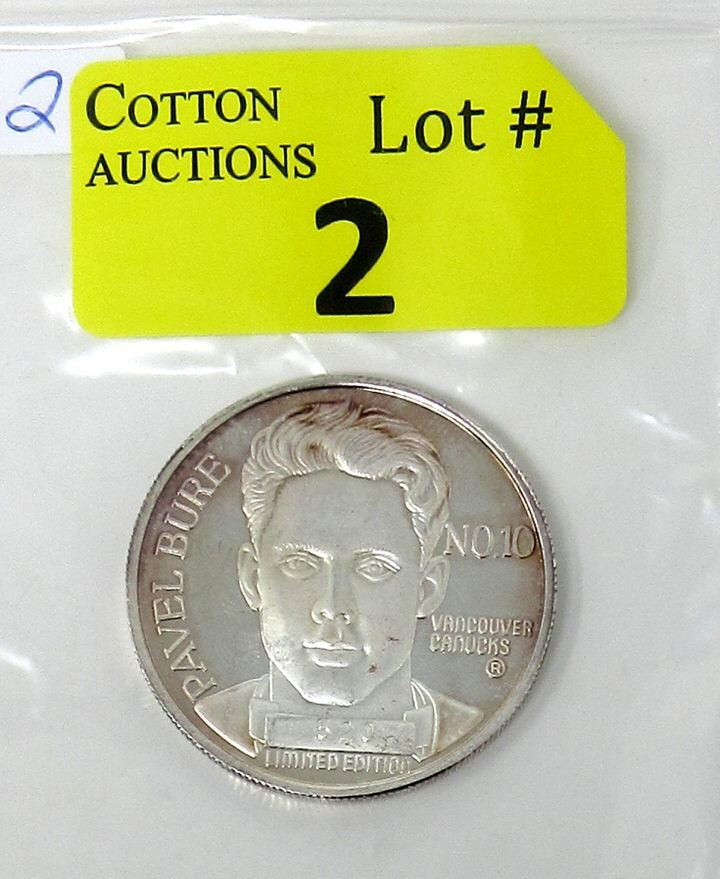 2
COTTON
AUCTIONS
Lot #
2
PAVEL BURE
NO.10
VANCOUVER
CANUCKS
®
LIMITED EDITION